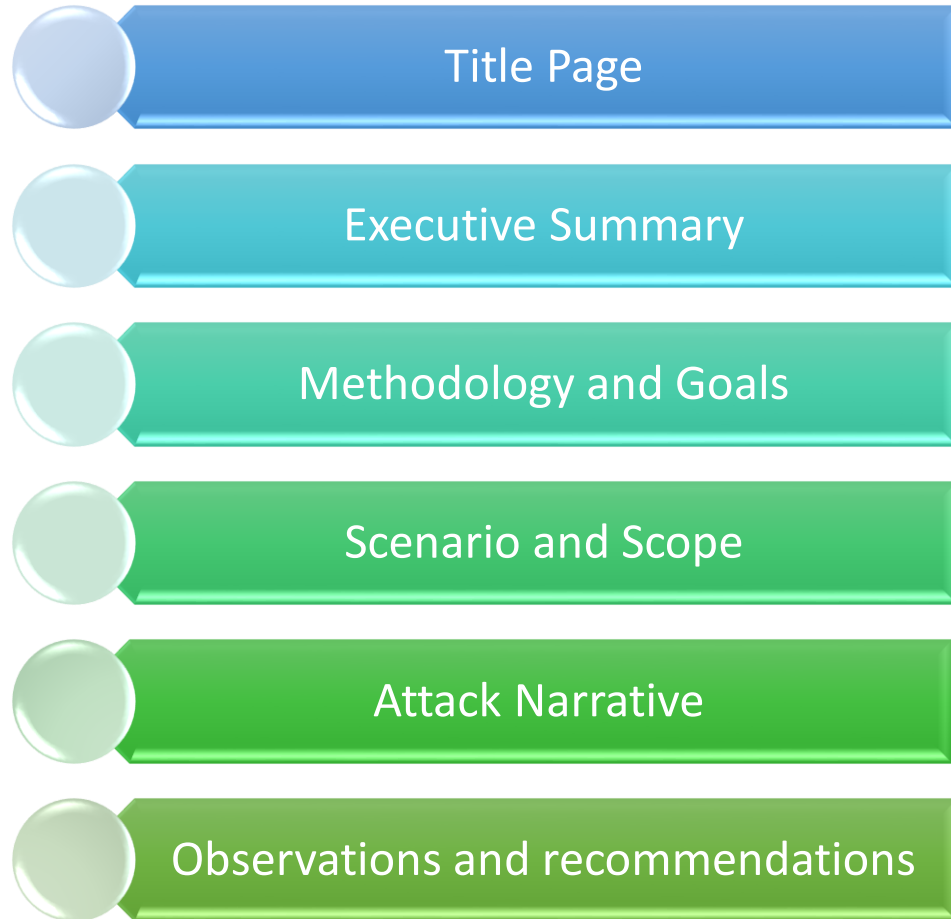 Title Page
Executive Summary
Methodology and Goals
Scenario and Scope
Attack Narrative
Observations and recommendations